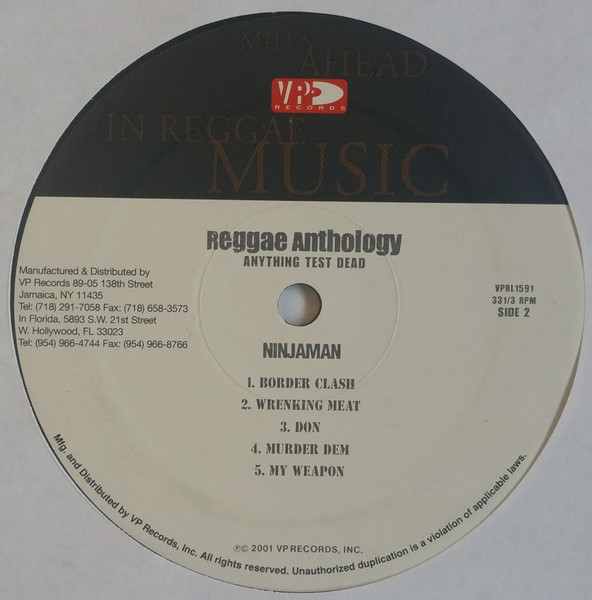 MILES
AHEAD
VP
RECORDS
IN REGGAE
MUSIC
Reggae Anthology
ANYTHING TEST DEAD
Manufactured & Distributed by
VP Records 89-05 138th Street
Jamaica, NY 11435
Tel: (718) 291-7058 Fax: (718) 658-3573
In Florida, 5893 S.W. 21st Street
W. Hollywood, FL 33023
Tel: (954) 966-4744 Fax: (954) 966-8766
VPRL1591
33 1/3 RPM
SIDE 2
NINJAMAN
1. BORDER CLASH
2. WRENKING MEAT
3. DON
4. MURDER DEM
5. MY WEAPON
℗© 2001 VP RECORDS, INC.
Mfg. and Distributed by VP Records, Inc. All rights reserved. Unauthorized duplication is a violation of applicable laws.